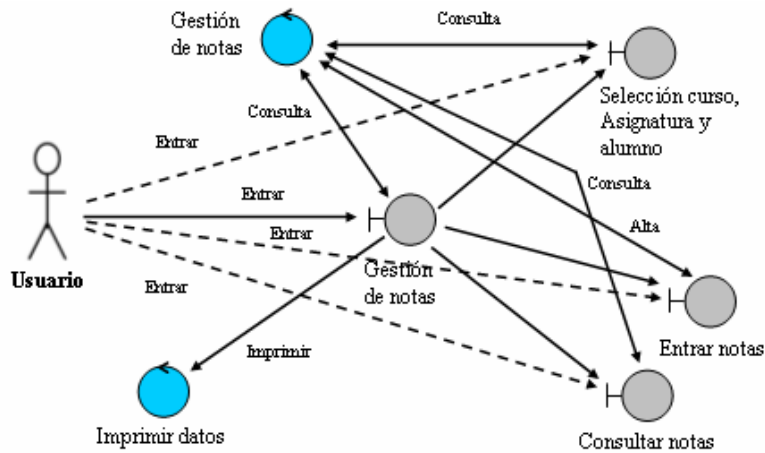 Gestión
de notas
Consulta
Selección curso,
Asignatura y
alumno
Consulta
Entrar
Consulta
Entrar
Alta
Entrar
Usuario
Gestión
de notas
Entrar
Entrar notas
Imprimir
Imprimir datos
Consultar notas